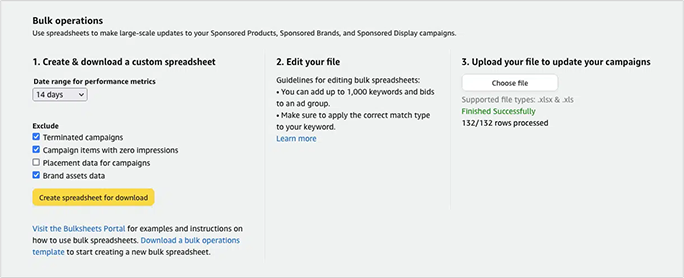 Bulk operations
Use spreadsheets to make large-scale updates to your Sponsored Products, Sponsored Brands, and Sponsored Display campaigns.
1. Create & download a custom spreadsheet
Date range for performance metrics
14 days
Exclude
Terminated campaigns
Campaign items with zero impressions
Placement data for campaigns
Brand assets data
Create spreadsheet for download
Visit the Bulksheets Portal for examples and instructions on
how to use bulk spreadsheets. Download a bulk operations
template to start creating a new bulk spreadsheet.
2. Edit your file
Guidelines for editing bulk spreadsheets:
• You can add up to 1,000 keywords and bids
to an ad group.
• Make sure to apply the correct match type
to your keyword.
Learn more
3. Upload your file to update your campaigns
Choose file
Supported file types: .xlsx & .xls
Finished Successfully
132/132 rows processed